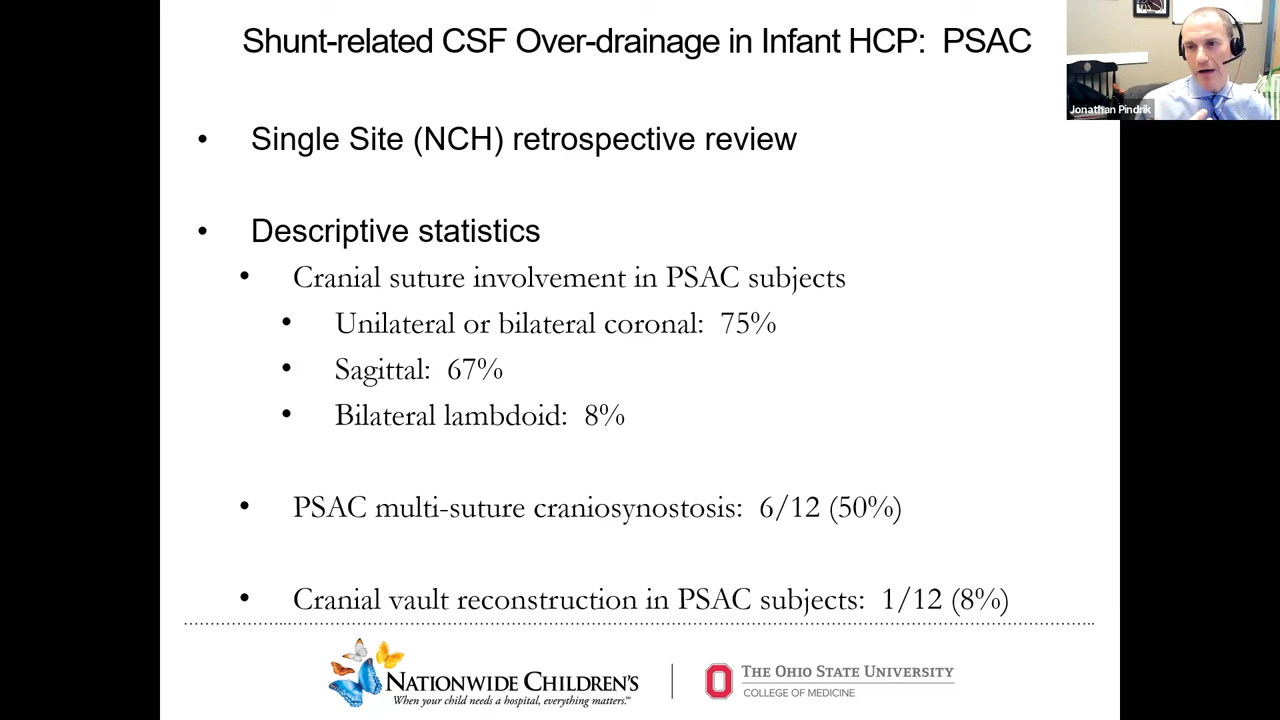 Shunt-related CSF Over-drainage in Infant HCP: PSAC
Jonathan Pindrik
• Single Site (NCH) retrospective review
• Descriptive statistics
• Cranial suture involvement in PSAC subjects
• Unilateral or bilateral coronal: 75%
• Sagittal: 67%
• Bilateral lambdoid: 8%
• PSAC multi-suture craniosynostosis: 6/12 (50%)
• Cranial vault reconstruction in PSAC subjects: 1/12 (8%)
NATIONWIDE CHILDREN'S
When your child needs a hospital, everything matters.℠
THE OHIO STATE UNIVERSITY
COLLEGE OF MEDICINE